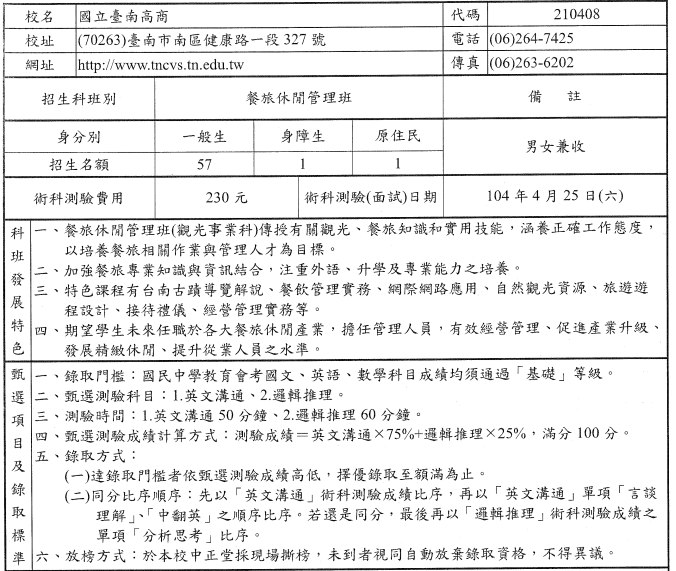 校名 國立臺南高商 代碼 210408
校址 (70263)臺南市南區健康路一段 327 號 電話 (06)264-7425
網址 http://www.tncvs.tn.edu.tw 傳真 (06)263-6202
招生科班別 餐旅休閒管理班 備 註
身分別 一般生 身障生 原住民 男女兼收
招生名額 57 1 1
術科測驗費用 230 元 術科測驗(面試)日期 104 年 4 月 25 日(六)
科班發展特色
一、餐旅休閒管理班(觀光事業科)傳授有關觀光、餐旅知識和實用技能，涵養正確工作態度，
以培養餐旅相關作業與管理人才為目標。
二、加強餐旅專業知識與資訊結合，注重外語、升學及專業能力之培養。
三、特色課程有台南古蹟導覽解說、餐飲管理實務、網際網路應用、自然觀光資源、旅遊遊
程設計、接待禮儀、經營管理實務等。
四、期望學生未來任職於各大餐旅休閒產業，擔任管理人員，有效經營管理、促進產業升級、
發展精緻休閒、提升從業人員之水準。
甄選項目及錄取標準
一、錄取門檻：國民中學教育會考國文、英語、數學科目成績均須通過「基礎」等級。
二、甄選測驗科目：1.英文溝通、2.邏輯推理。
三、測驗時間：1.英文溝通 50 分鐘、2.邏輯推理 60 分鐘。
四、甄選測驗成績計算方式：測驗成績＝英文溝通×75%+邏輯推理×25%，滿分 100 分。
五、錄取方式：
(一)達錄取門檻者依甄選測驗成績高低，擇優錄取至額滿為止。
(二)同分比序順序：先以「英文溝通」術科測驗成績比序，再以「英文溝通」單項「言談
理解」、「中翻英」之順序比序。若還是同分，最後再以「邏輯推理」術科測驗成績之
單項「分析思考」比序。
六、放榜方式：於本校中正堂採現場撕榜，未到者視同自動放棄錄取資格，不得異議。